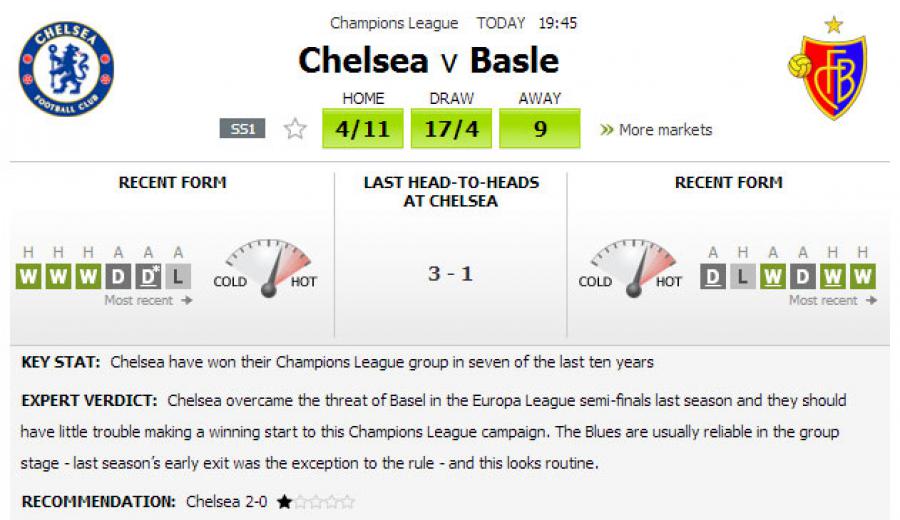 Champions League TODAY 19:45
CHELSEA
FOOTBALL CLUB
Chelsea v Basle
FCB
HOME DRAW AWAY
SS1 4/11 17/4 9 » More markets
RECENT FORM
LAST HEAD-TO-HEADS
AT CHELSEA
RECENT FORM
H H H A A A
W W W D D* L
Most recent →
COLD HOT
3 - 1
COLD HOT
A H A A H H
D L W D W W
Most recent →
KEY STAT: Chelsea have won their Champions League group in seven of the last ten years
EXPERT VERDICT: Chelsea overcame the threat of Basel in the Europa League semi-finals last season and they should
have little trouble making a winning start to this Champions League campaign. The Blues are usually reliable in the group
stage - last season's early exit was the exception to the rule - and this looks routine.
RECOMMENDATION: Chelsea 2-0